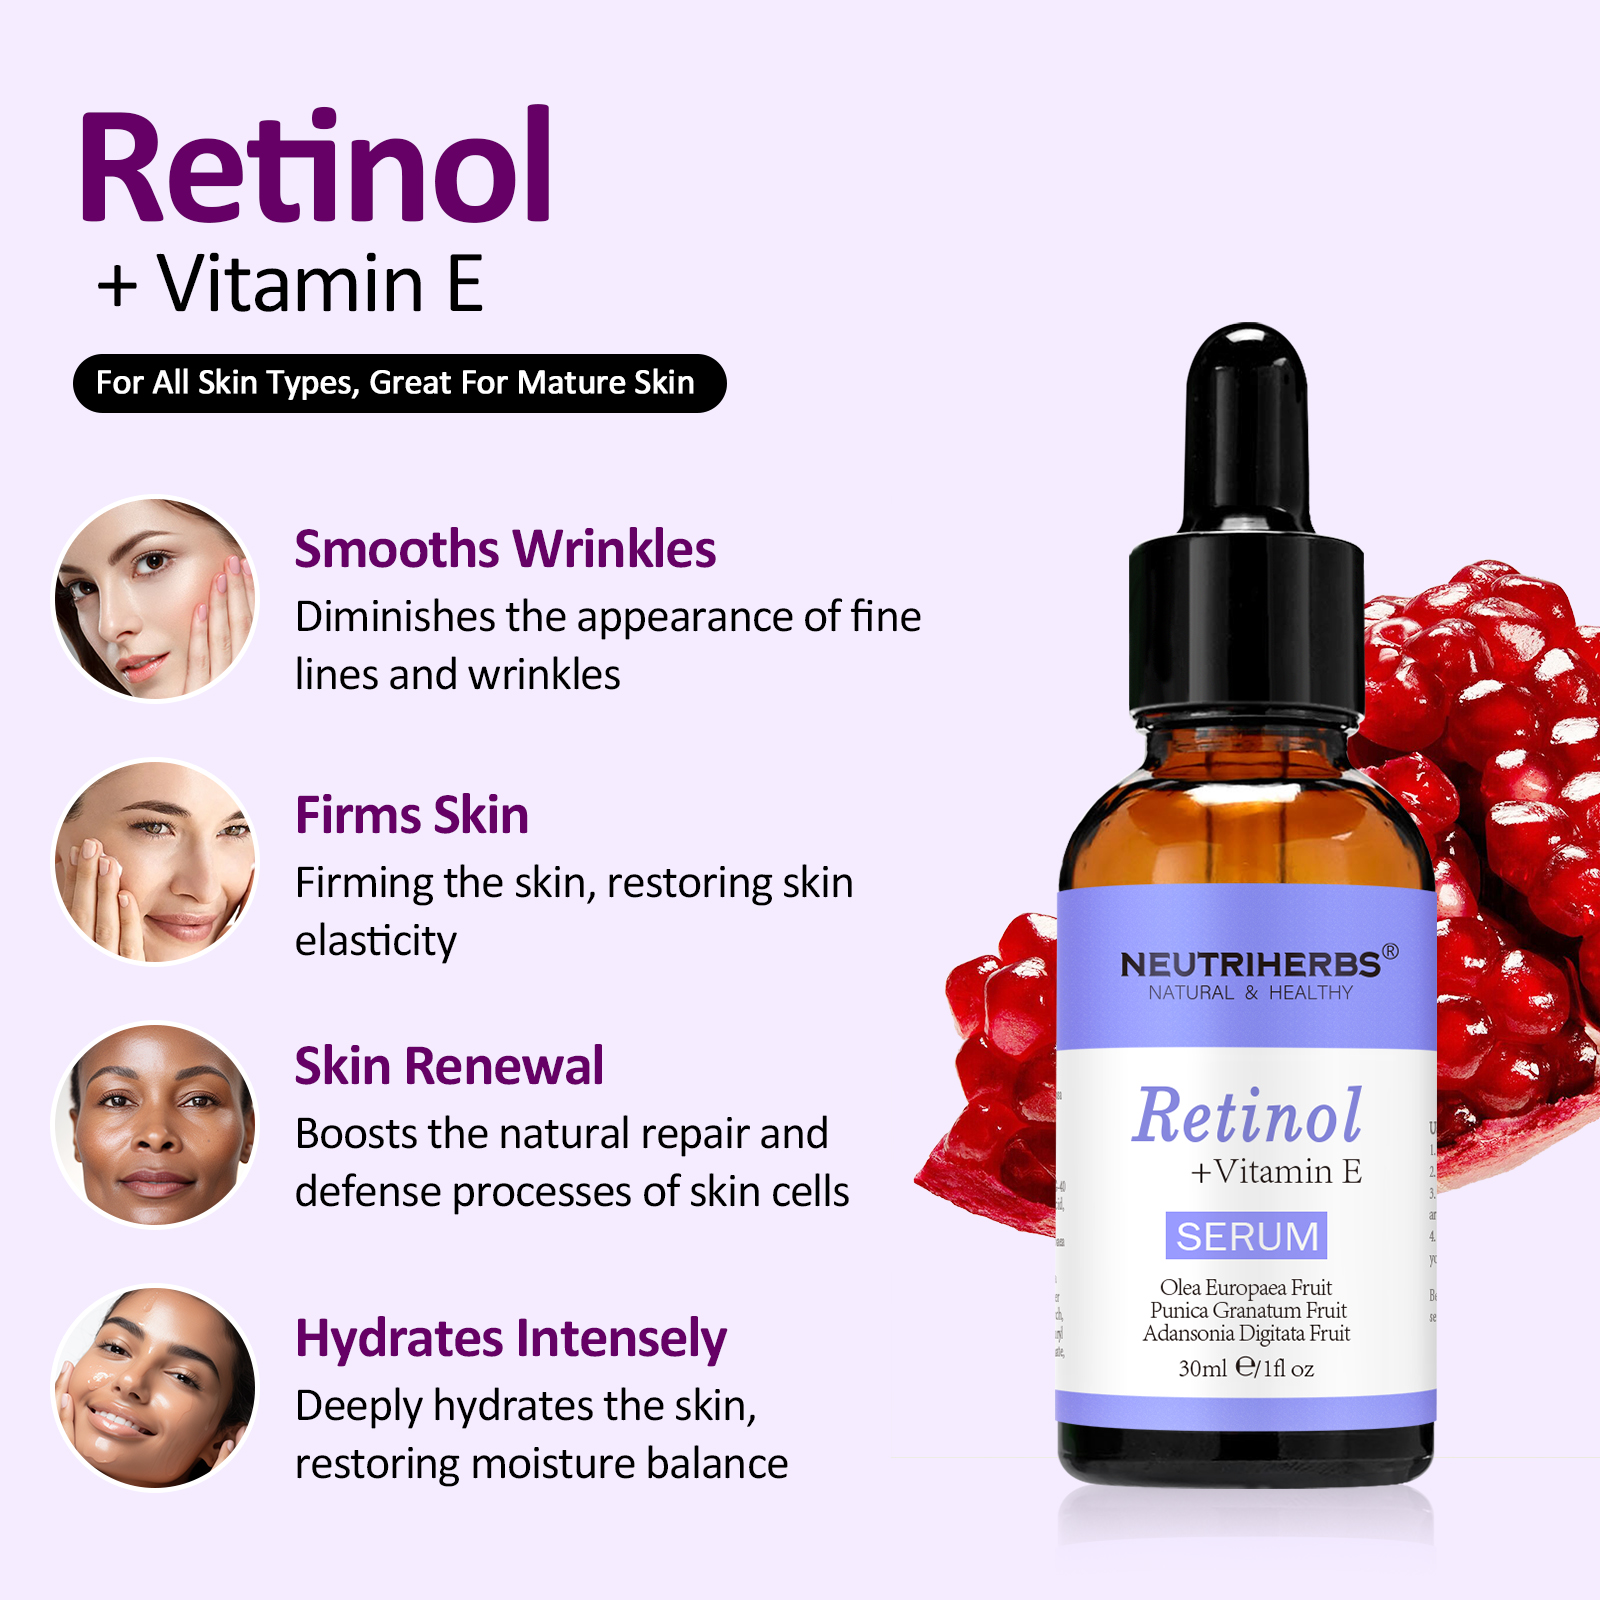 Retinol
+ Vitamin E
For All Skin Types, Great For Mature Skin
Smooths Wrinkles
Diminishes the appearance of fine
lines and wrinkles
Firms Skin
Firming the skin, restoring skin
elasticity
Skin Renewal
Boosts the natural repair and
defense processes of skin cells
Hydrates Intensely
Deeply hydrates the skin,
restoring moisture balance
NEUTRIHERBS®
NATURAL & HEALTHY
Retinol
+Vitamin E
SERUM
Olea Europaea Fruit
Punica Granatum Fruit
Adansonia Digitata Fruit
30ml ℮/1fl oz